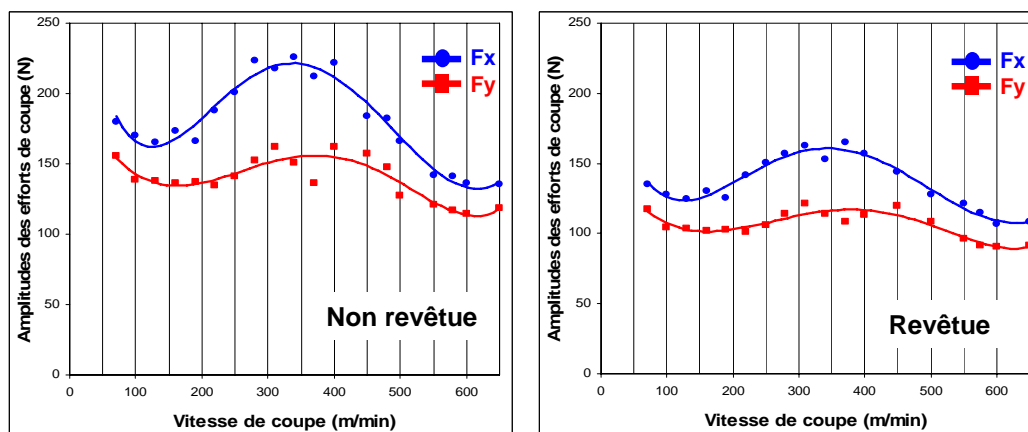 Amplitudes des efforts de coupe (N)
250
200
150
100
50
0
Fx
Fy
Non revêtue
0 100 200 300 400 500 600
Vitesse de coupe (m/min)
Amplitudes des efforts de coupe (N)
250
200
150
100
50
0
Fx
Fy
Revêtue
0 100 200 300 400 500 600
Vitesse de coupe (m/min)